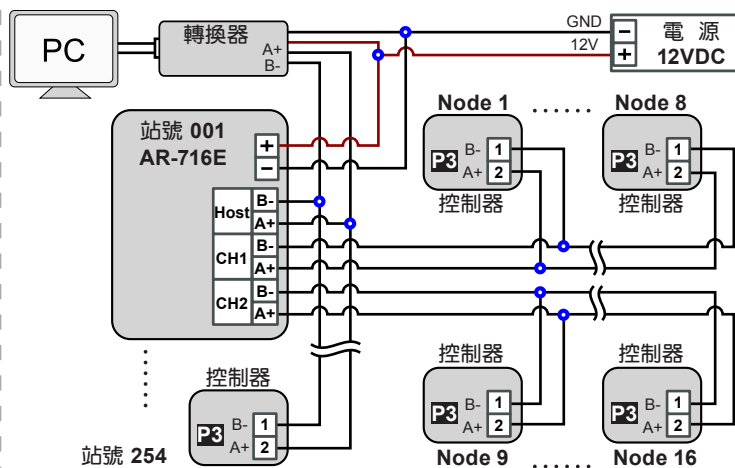 PC
轉換器
A+
B-
GND
12V
−
+
電 源
12VDC
站號 001
AR-716E
+
−
Host
B-
A+
CH1
B-
A+
CH2
B-
A+
Node 1
......
Node 8
P3
B-
1
A+
2
控制器
P3
B-
1
A+
2
控制器
控制器
P3
B-
1
A+
2
Node 9
......
控制器
P3
B-
1
A+
2
Node 16
控制器
P3
B-
1
A+
2
站號 254